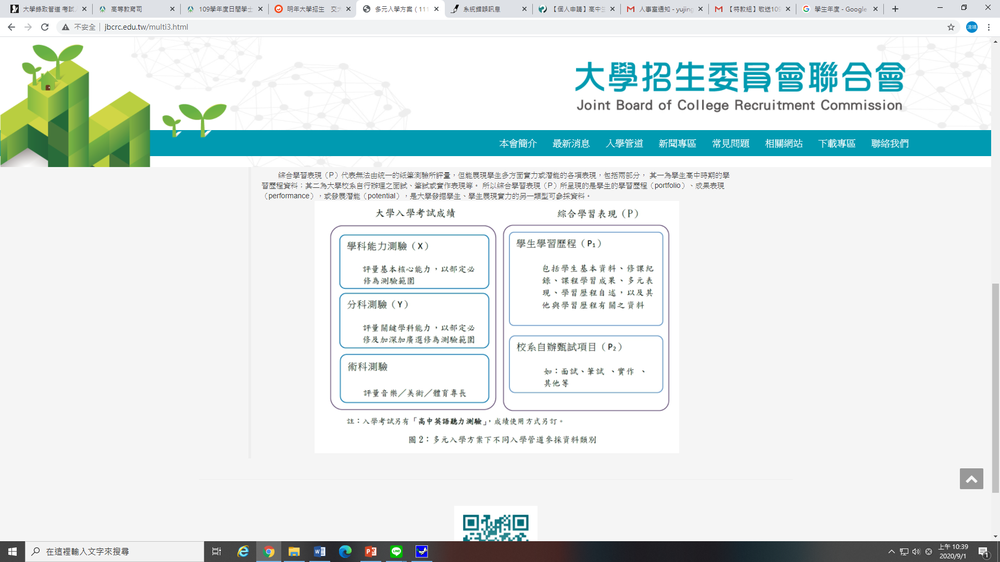 大學錄取管道 考試
高等教育司
109學年度日間學士
明年大學招生 交大
多元入學方案（111
系統錯誤訊息
【個人申請】高中生
人事室通知 - yujing
【特教組】敬送109
學生年度 - Google
不安全
jbcrc.edu.tw/multi3.html
淯靖
大學招生委員會聯合會
Joint Board of College Recruitment Commission
本會簡介 最新消息 入學管道 新聞專區 常見問題 相關網站 下載專區 聯絡我們
綜合學習表現（P）代表無法由統一的紙筆測驗所評量，但能展現學生多方面實力或潛能的各項表現，包括兩部分， 其一為學生高中時期的學
習歷程資料；其二為大學校系自行辦理之面試、筆試或實作表現等。 所以綜合學習表現（P）所呈現的是學生的學習歷程（portfolio）、成果表現
（performance），或發展潛能（potential），是大學發掘學生、學生展現實力的另一類型可參採資料。
大學入學考試成績
學科能力測驗（X）
評量基本核心能力，以部定必
修為測驗範圍
分科測驗（Y）
評量關鍵學科能力，以部定必
修及加深加廣選修為測驗範圍
術科測驗
評量音樂／美術／體育專長
綜合學習表現（P）
學生學習歷程（P₁）
包括學生基本資料、修課紀
錄、課程學習成果、多元表
現、學習歷程自述，以及其
他與學習歷程有關之資料
校系自辦甄試項目（P₂）
如：面試、筆試 、實作 、
其他等
註：入學考試另有「高中英語聽力測驗」，成績使用方式另訂。
圖 2：多元入學方案下不同入學管道參採資料類別
在這裡輸入文字來搜尋
上午 10:39
2020/9/1
1